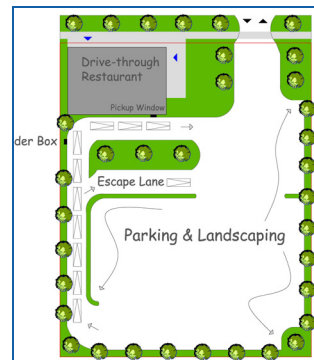 Drive-through
Restaurant
Pickup Window
der Box
Escape Lane
Parking & Landscaping